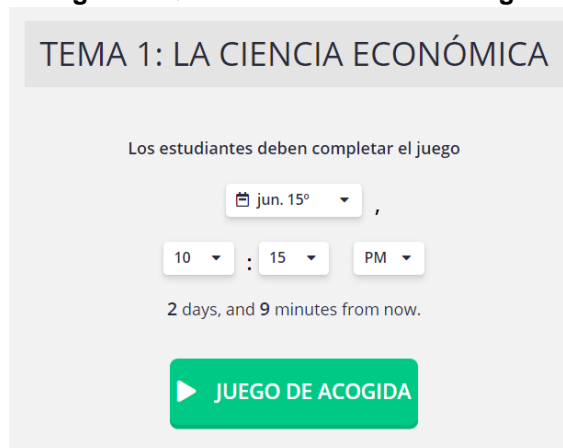 TEMA 1: LA CIENCIA ECONÓMICA
Los estudiantes deben completar el juego
jun. 15º ,
10 : 15 PM
2 days, and 9 minutes from now.
JUEGO DE ACOGIDA